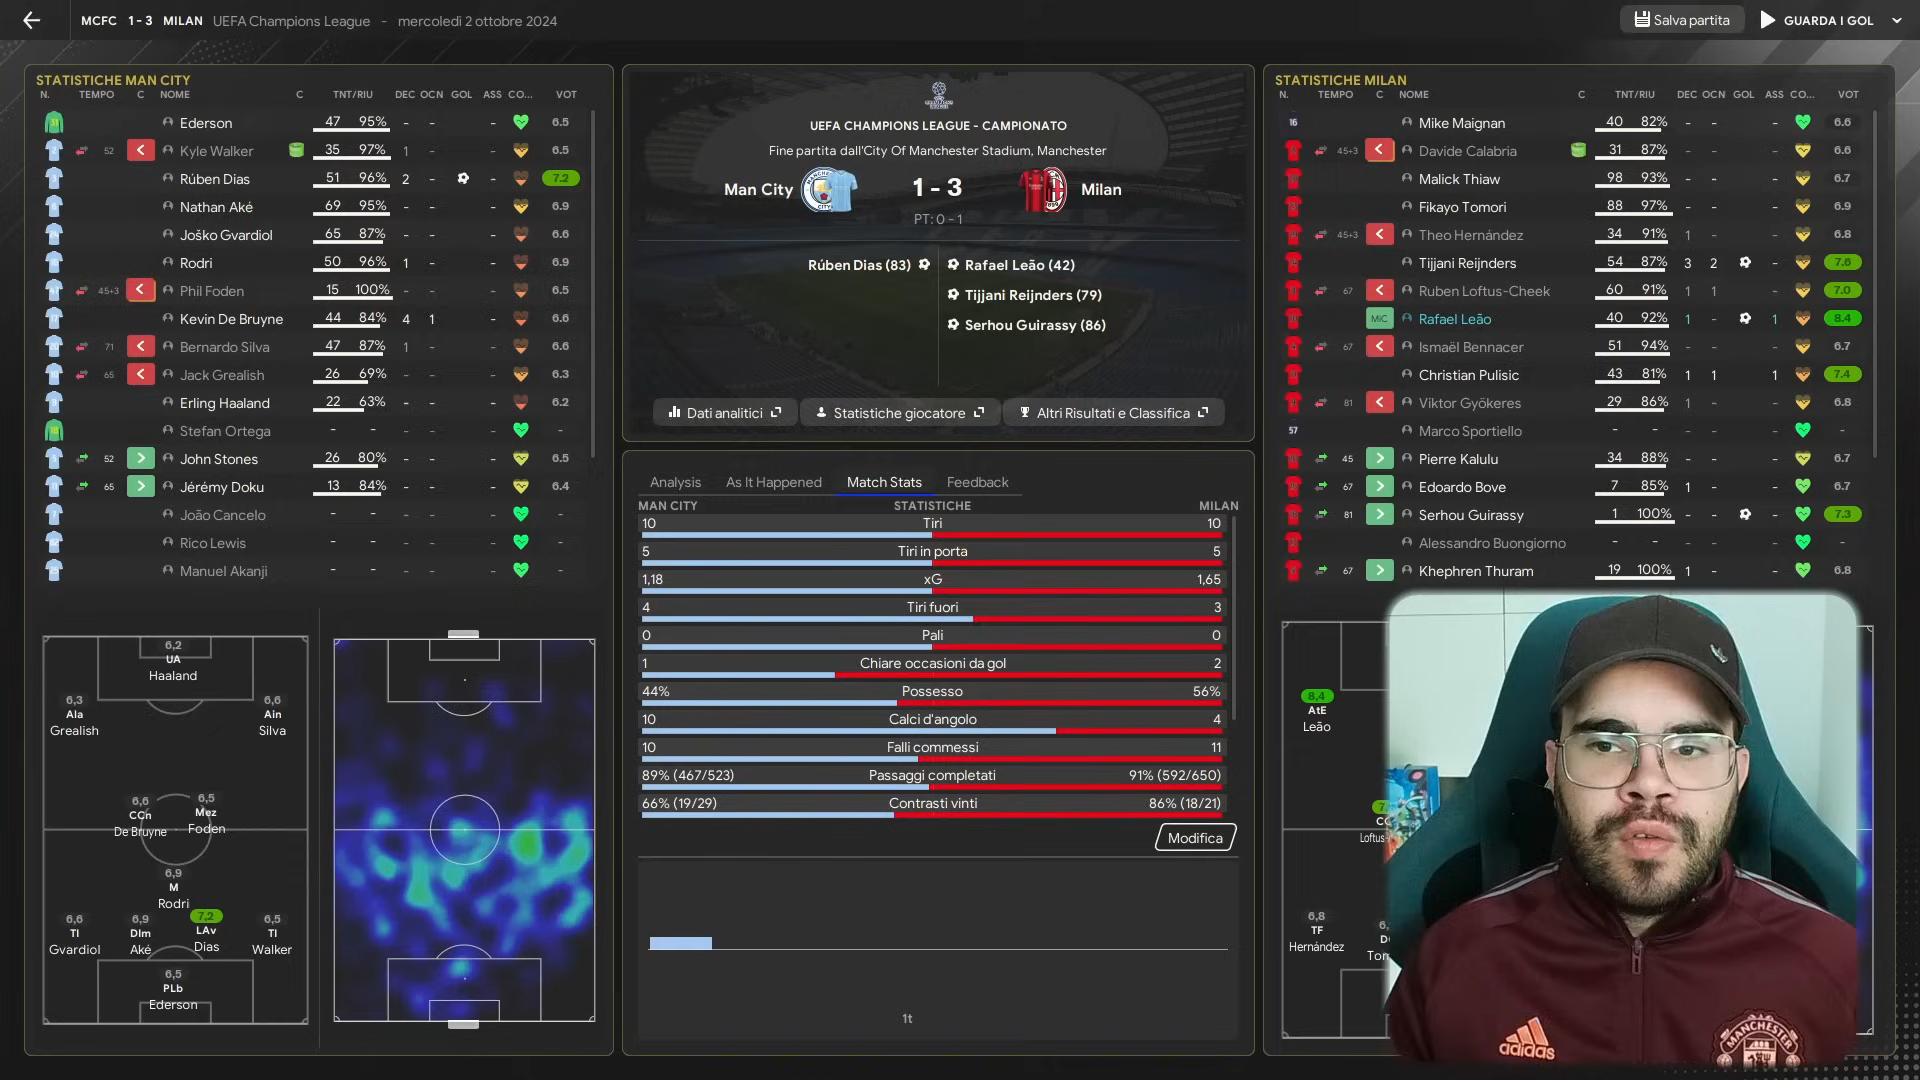 MCFC 1 - 3 MILAN UEFA Champions League - mercoledì 2 ottobre 2024
Salva partita
GUARDA I GOL
STATISTICHE MAN CITY
N. TEMPO C NOME C TNT/RIU DEC OCN GOL ASS CO... VOT
Ederson 47 95% - - - 6.5
52 Kyle Walker 35 97% 1 - - 6.5
Rúben Dias 51 96% 2 - - 7.2
Nathan Aké 69 95% - - - 6.9
Joško Gvardiol 65 87% - - - 6.6
Rodri 50 96% 1 - - 6.9
45+3 Phil Foden 15 100% - - - 6.5
Kevin De Bruyne 44 84% 4 1 - 6.6
71 Bernardo Silva 47 87% 1 - - 6.6
65 Jack Grealish 26 69% - - - 6.3
Erling Haaland 22 63% - - - 6.2
Stefan Ortega - - - - - -
52 John Stones 26 80% - - - 6.5
65 Jérémy Doku 13 84% - - - 6.4
João Cancelo - - - - - -
Rico Lewis - - - - - -
Manuel Akanji - - - - - -
6,2
UA
Haaland
6,3 6,6
Ala Ain
Grealish Silva
6,6 6,5
CCn Mez
De Bruyne Foden
6,9
M
Rodri
6,6 6,9 7,2 6,5
TI DIm LAv TI
Gvardiol Aké Dias Walker
6,5
PLb
Ederson
UEFA CHAMPIONS LEAGUE - CAMPIONATO
Fine partita dall'City Of Manchester Stadium, Manchester
Man City 1 - 3 Milan
PT: 0 - 1
Rúben Dias (83) Rafael Leão (42)
Tijjani Reijnders (79)
Serhou Guirassy (86)
Dati analitici Statistiche giocatore Altri Risultati e Classifica
Analysis As It Happened Match Stats Feedback
MAN CITY STATISTICHE MILAN
10 Tiri 10
5 Tiri in porta 5
1,18 xG 1,65
4 Tiri fuori 3
0 Pali 0
1 Chiare occasioni da gol 2
44% Possesso 56%
10 Calci d'angolo 4
10 Falli commessi 11
89% (467/523) Passaggi completati 91% (592/650)
66% (19/29) Contrasti vinti 86% (18/21)
Modifica
1t
STATISTICHE MILAN
N. TEMPO C NOME C TNT/RIU DEC OCN GOL ASS CO... VOT
16 Mike Maignan 40 82% - - - 6.6
45+3 Davide Calabria 31 87% - - - 6.6
Malick Thiaw 98 93% - - - 6.7
Fikayo Tomori 88 97% - - - 6.9
45+3 Theo Hernández 34 91% 1 - - 6.8
Tijjani Reijnders 54 87% 3 2 - 7.6
67 Ruben Loftus-Cheek 60 91% 1 1 - 7.0
MiC Rafael Leão 40 92% 1 - 1 8.4
67 Ismaël Bennacer 51 94% - - - 6.7
Christian Pulisic 43 81% 1 1 1 7.4
81 Viktor Gyökeres 29 86% 1 - - 6.8
57 Marco Sportiello - - - - - -
45 Pierre Kalulu 34 88% - - - 6.7
67 Edoardo Bove 7 85% 1 - - 6.7
81 Serhou Guirassy 1 100% - - - 7.3
Alessandro Buongiorno - - - - - -
67 Khephren Thuram 19 100% 1 - - 6.8
8,4
AtE
Leão
Loftus-
6,8
TF
Hernández
adidas
MANCHESTER